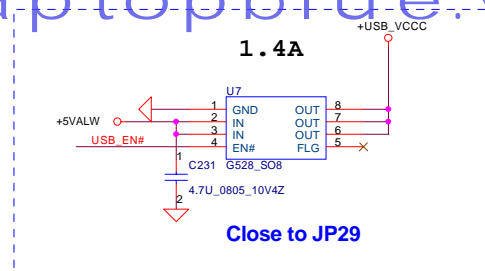 laptopblue.v
+USB_VCCC
1.4A
U7
1 GND OUT 8
+5VALW 2 IN OUT 7
3 IN OUT 6
USB_EN# 4 EN# FLG 5
1 C231 G528_SO8
4.7U_0805_10V4Z
2
Close to JP29